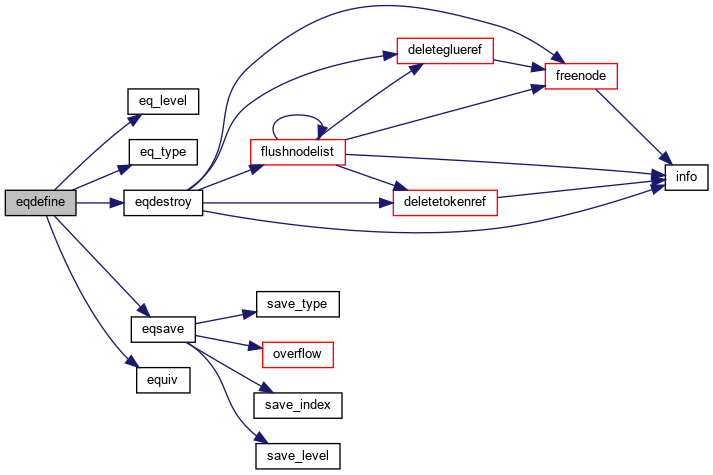 eqdefine
eq_level
eq_type
eqdestroy
eqsave
equiv
flushnodelist
deleteglueref
deletetokenref
freenode
info
save_type
overflow
save_index
save_level